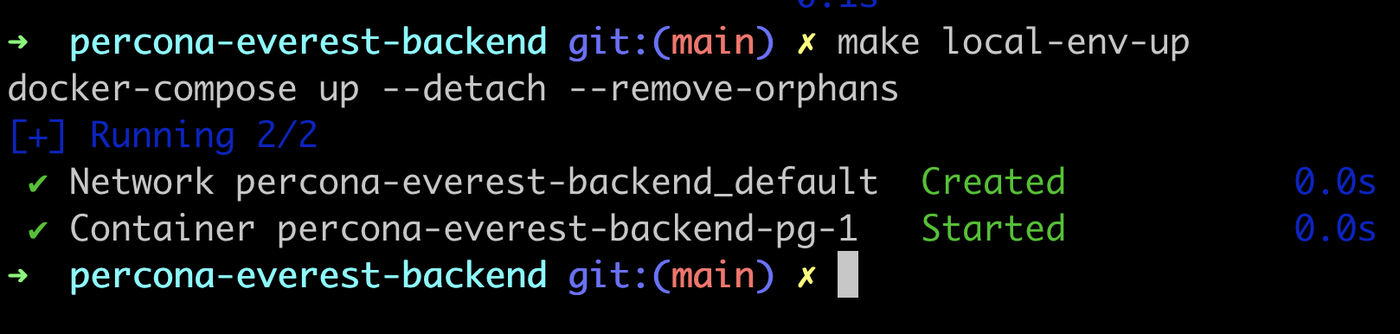 0.1s
➜ percona-everest-backend git:(main) ✗ make local-env-up
docker-compose up --detach --remove-orphans
[+] Running 2/2
✔ Network percona-everest-backend_default Created 0.0s
✔ Container percona-everest-backend-pg-1 Started 0.0s
➜ percona-everest-backend git:(main) ✗